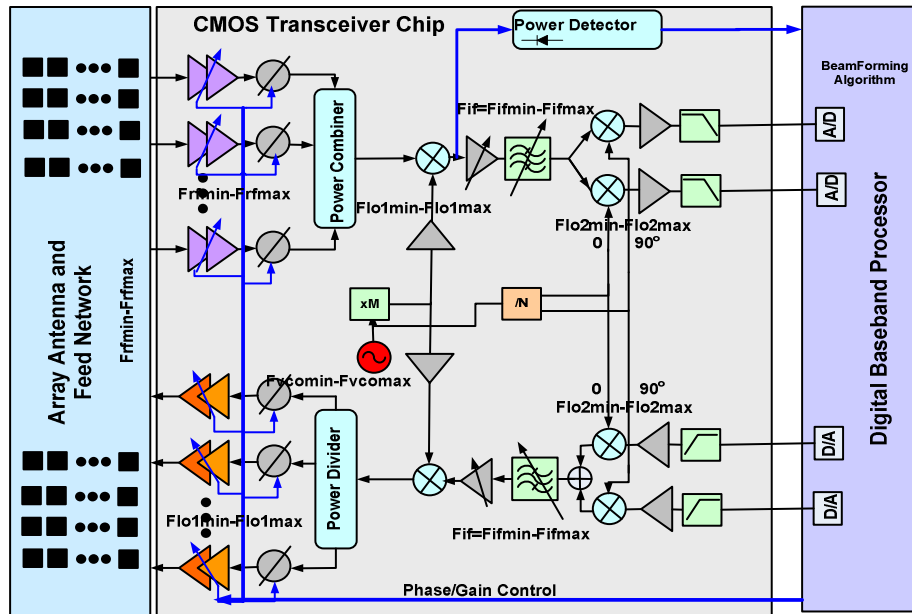 CMOS Transceiver Chip
Power Detector
BeamForming
Algorithm
Fif=Fifmin-Fifmax
A/D
Power Combiner
Frfmin-Frfmax
A/D
Flo1min-Flo1max
Flo2min-Flo2max
0 90o
Array Antenna and
Feed Network
Frfmin-Frfmax
xM
/N
Digital Baseband Processor
Fvcomin-Fvcomax
0 90o
Flo2min-Flo2max
D/A
Power Divider
Flo1min-Flo1max
D/A
Fif=Fifmin-Fifmax
Phase/Gain Control